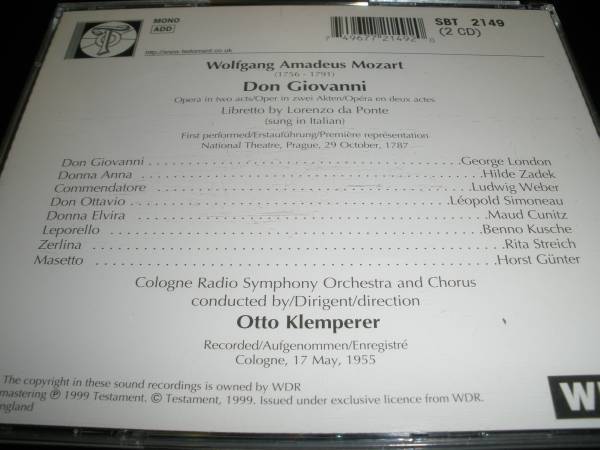 MONO
ADD
SBT 2149
(2 CD)
7 49677 21492 6
http://www.testament.co.uk
Wolfgang Amadeus Mozart
(1756 - 1791)
Don Giovanni
Opera in two acts/Oper in zwei Akten/Opéra en deux actes
Libretto by Lorenzo da Ponte
(sung in Italian)
First performed/Erstaufführung/Première représentation
National Theatre, Prague, 29 October, 1787
Don Giovanni . . . . . . . . . . . . . . . . . . . . George London
Donna Anna . . . . . . . . . . . . . . . . . . . . Hilde Zadek
Commendatore . . . . . . . . . . . . . . . . . . . . Ludwig Weber
Don Ottavio . . . . . . . . . . . . . . . . . . . . Léopold Simoneau
Donna Elvira . . . . . . . . . . . . . . . . . . . . Maud Cunitz
Leporello . . . . . . . . . . . . . . . . . . . . Benno Kusche
Zerlina . . . . . . . . . . . . . . . . . . . . Rita Streich
Masetto . . . . . . . . . . . . . . . . . . . . Horst Günter
Cologne Radio Symphony Orchestra and Chorus
conducted by/Dirigent/direction
Otto Klemperer
Recorded/Aufgenommen/Enregistré
Cologne, 17 May, 1955
The copyright in these sound recordings is owned by WDR
mastering ℗ 1999 Testament. © Testament, 1999. Issued under exclusive licence from WDR.
ngland